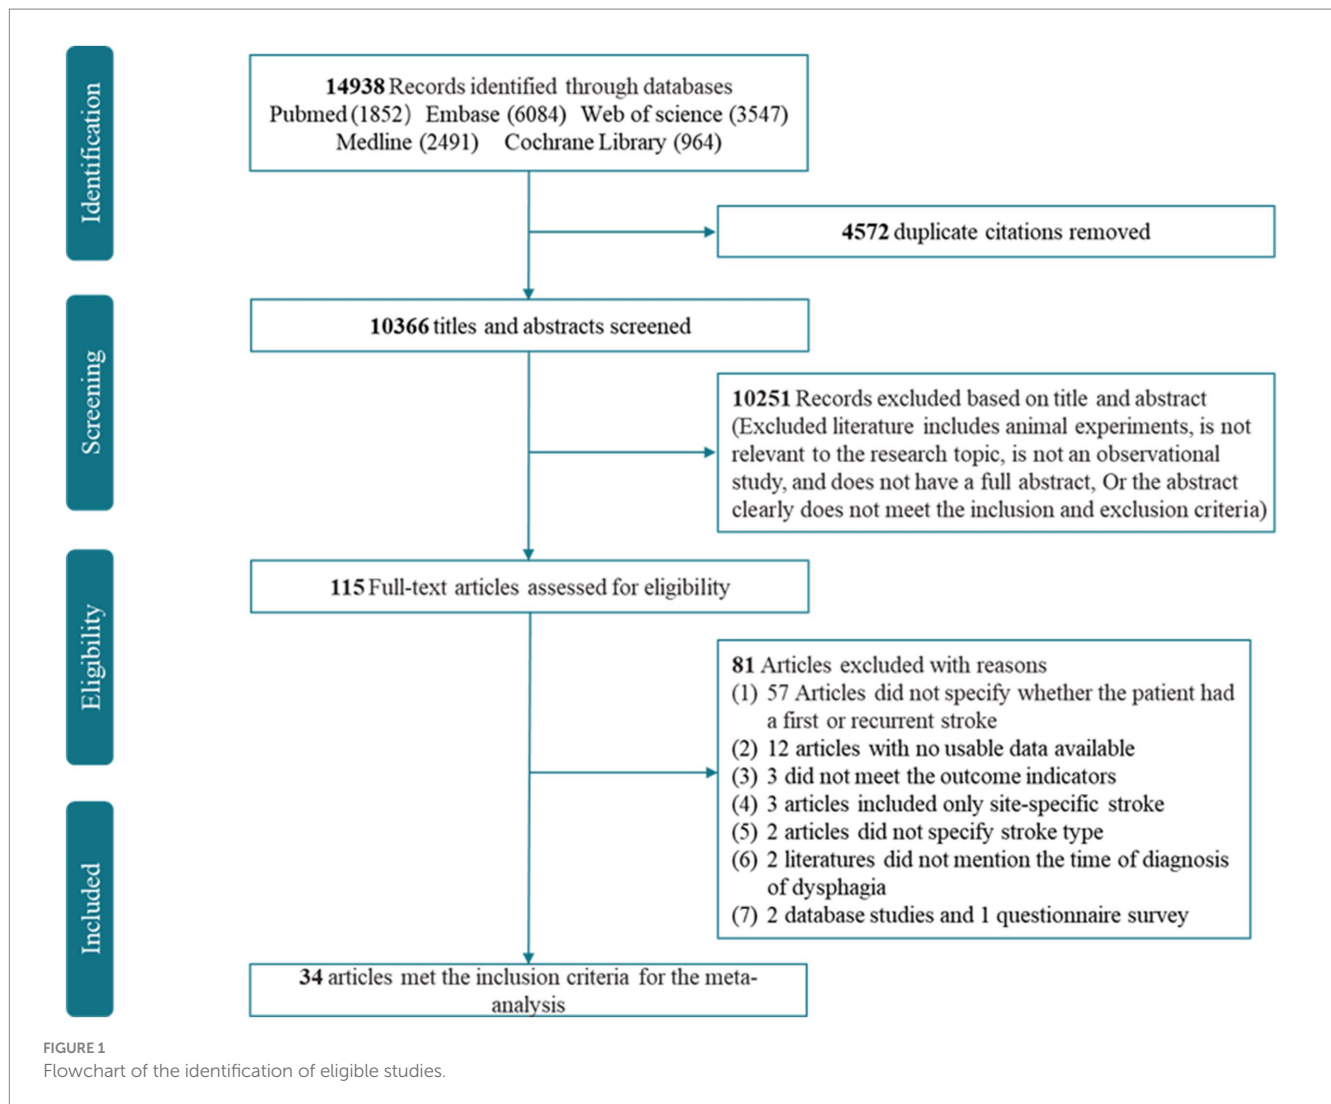 Identification
14938 Records identified through databases
Pubmed (1852) Embase (6084) Web of science (3547)
Medline (2491) Cochrane Library (964)
4572 duplicate citations removed
Screening
10366 titles and abstracts screened
10251 Records excluded based on title and abstract
(Excluded literature includes animal experiments, is not
relevant to the research topic, is not an observational
study, and does not have a full abstract, Or the abstract
clearly does not meet the inclusion and exclusion criteria)
Eligibility
115 Full-text articles assessed for eligibility
81 Articles excluded with reasons
(1) 57 Articles did not specify whether the patient had
a first or recurrent stroke
(2) 12 articles with no usable data available
(3) 3 did not meet the outcome indicators
(4) 3 articles included only site-specific stroke
(5) 2 articles did not specify stroke type
(6) 2 literatures did not mention the time of diagnosis
of dysphagia
(7) 2 database studies and 1 questionnaire survey
Included
34 articles met the inclusion criteria for the meta-
analysis
FIGURE 1
Flowchart of the identification of eligible studies.